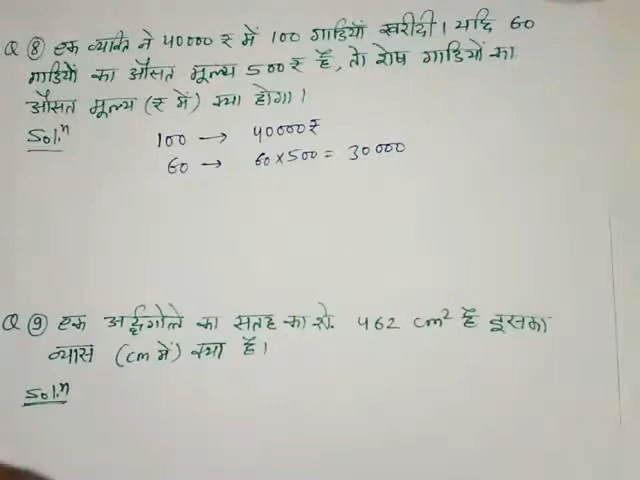 Q ⑧ एक व्यक्ति ने 40000 ₹ में 100 गाडियाँ खरीदी। यदि 60
गाडियों का औसत मूल्य 500 ₹ है, तो शेष गाडियों का
औसत मूल्य (₹ में) क्या होगा।
Solⁿ
100 → 40000₹
60 → 60×500 = 30000
Q ⑨ एक अर्द्धगोले का सतह का क्षे. 462 cm² है इसका
व्यास (cm में) क्या है।
Sol.ⁿ